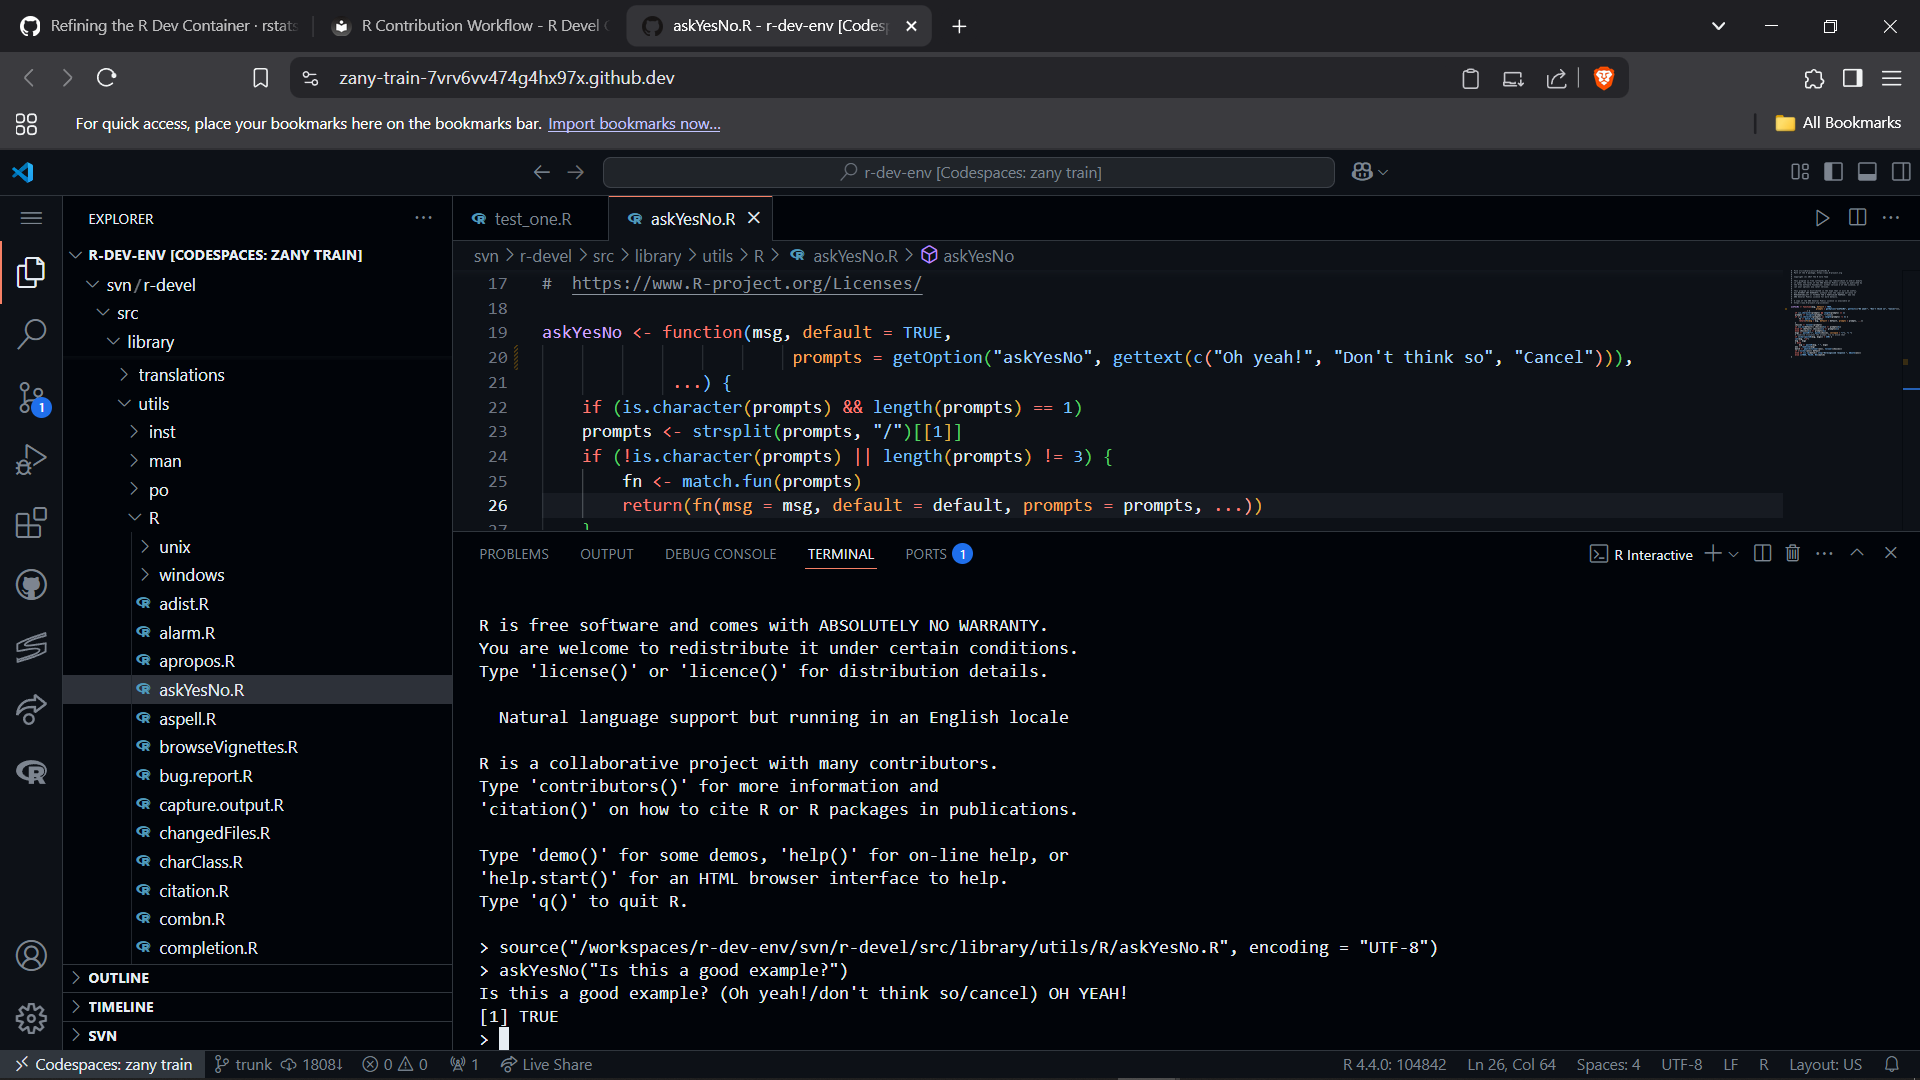 Refining the R Dev Container · rstats
R Contribution Workflow - R Devel
askYesNo.R - r-dev-env [Codesp
zany-train-7vrv6vv474g4hx97x.github.dev
For quick access, place your bookmarks here on the bookmarks bar. Import bookmarks now...
All Bookmarks
r-dev-env [Codespaces: zany train]
EXPLORER
R-DEV-ENV [CODESPACES: ZANY TRAIN]
svn/r-devel
src
library
translations
utils
inst
man
po
R
unix
windows
adist.R
alarm.R
apropos.R
askYesNo.R
aspell.R
browseVignettes.R
bug.report.R
capture.output.R
changedFiles.R
charClass.R
citation.R
combn.R
completion.R
OUTLINE
TIMELINE
SVN
1
test_one.R
askYesNo.R
svn > r-devel > src > library > utils > R > askYesNo.R > askYesNo
17 # https://www.R-project.org/Licenses/
18
19 askYesNo <- function(msg, default = TRUE,
20 prompts = getOption("askYesNo", gettext(c("Oh yeah!", "Don't think so", "Cancel"))),
21 ...) {
22 if (is.character(prompts) && length(prompts) == 1)
23 prompts <- strsplit(prompts, "/")[[1]]
24 if (!is.character(prompts) || length(prompts) != 3) {
25 fn <- match.fun(prompts)
26 return(fn(msg = msg, default = default, prompts = prompts, ...))
27 }
PROBLEMS OUTPUT DEBUG CONSOLE TERMINAL PORTS 1
R Interactive
R is free software and comes with ABSOLUTELY NO WARRANTY.
You are welcome to redistribute it under certain conditions.
Type 'license()' or 'licence()' for distribution details.
Natural language support but running in an English locale
R is a collaborative project with many contributors.
Type 'contributors()' for more information and
'citation()' on how to cite R or R packages in publications.
Type 'demo()' for some demos, 'help()' for on-line help, or
'help.start()' for an HTML browser interface to help.
Type 'q()' to quit R.
> source("/workspaces/r-dev-env/svn/r-devel/src/library/utils/R/askYesNo.R", encoding = "UTF-8")
> askYesNo("Is this a good example?")
Is this a good example? (Oh yeah!/don't think so/cancel) OH YEAH!
[1] TRUE
>
Codespaces: zany train trunk 1808↓ 0 0 1 Live Share R 4.4.0: 104842 Ln 26, Col 64 Spaces: 4 UTF-8 LF R Layout: US